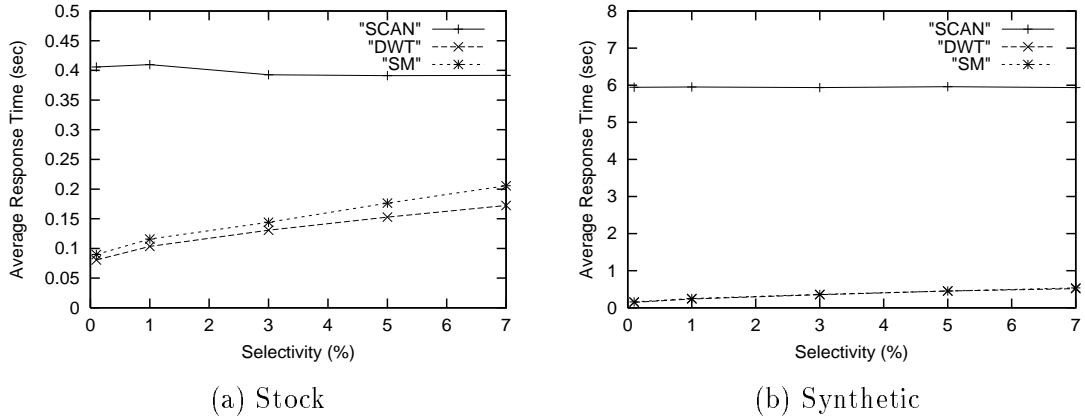 0.5
0.45
0.4
0.35
0.3
0.25
0.2
0.15
0.1
0.05
0
Average Response Time (sec)
"SCAN"
"DWT"
"SM"
0 1 2 3 4 5 6 7
Selectivity (%)
(a) Stock
8
7
6
5
4
3
2
1
0
Average Response Time (sec)
"SCAN"
"DWT"
"SM"
0 1 2 3 4 5 6 7
Selectivity (%)
(b) Synthetic